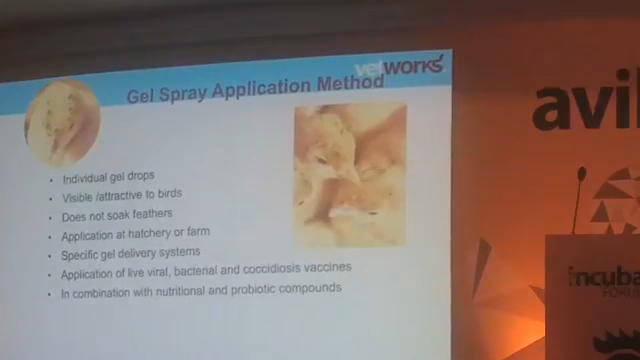 vetworks
Gel Spray Application Method
avi
Individual gel drops
Visible /attractive to birds
Does not soak feathers
Application at hatchery or farm
Specific gel delivery systems
Application of live viral, bacterial and coccidiosis vaccines
In combination with nutritional and probiotic compounds
incuba
FORU